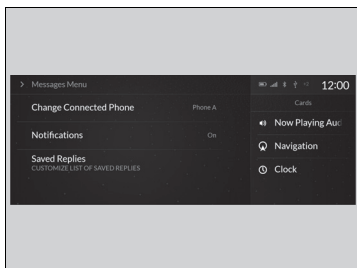 Messages Menu
12:00
Change Connected Phone
Phone A
Notifications
On
Saved Replies
CUSTOMIZE LIST OF SAVED REPLIES
Cards
Now Playing Aud
Navigation
Clock